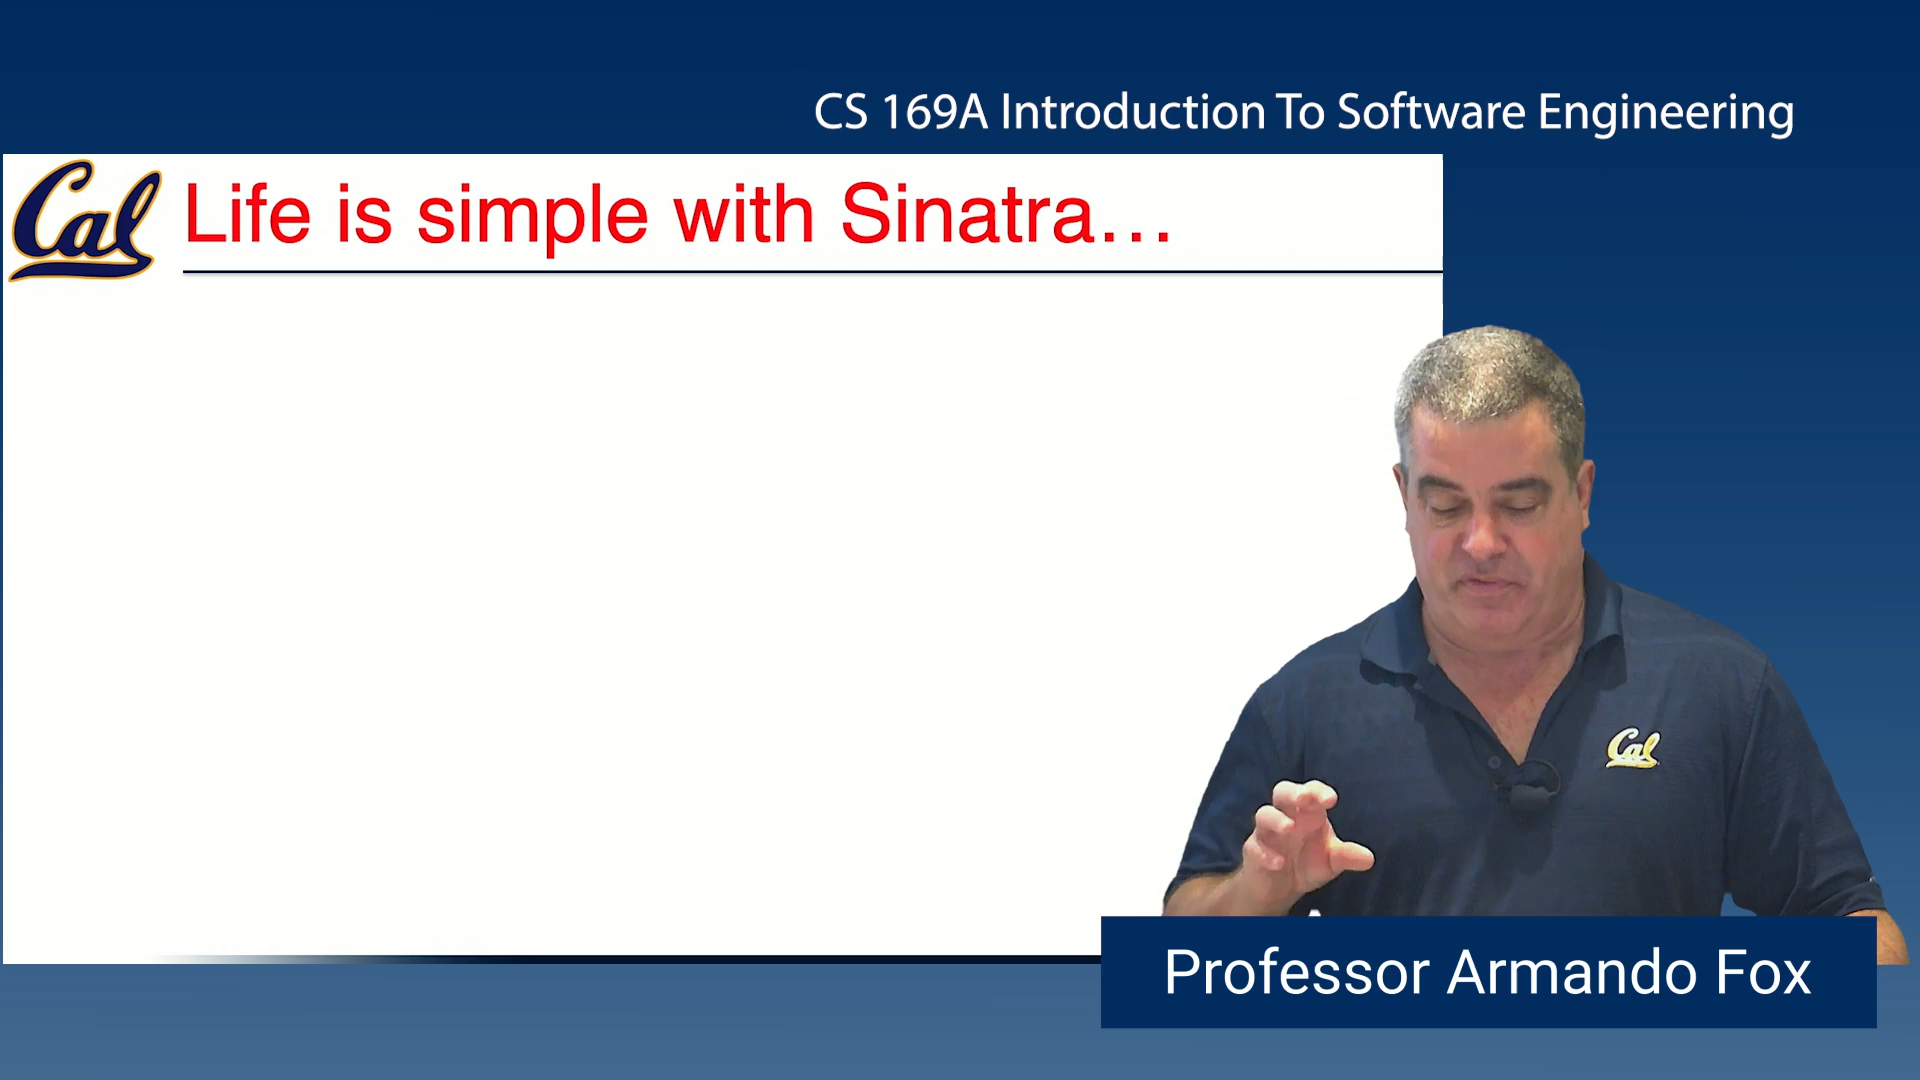 CS 169A Introduction To Software Engineering
Cal Life is simple with Sinatra...
Cal
Professor Armando Fox